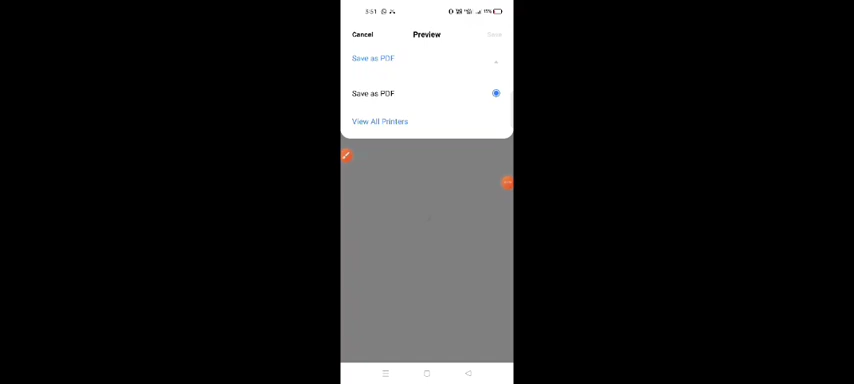 3:51
Cancel Preview Save
Save as PDF
Save as PDF
View All Printers